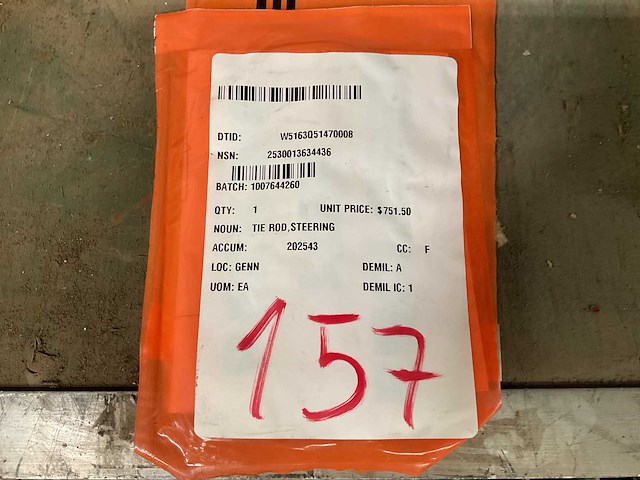 DTID: W5163Q51470008
NSN: 2530013634436
BATCH: 1007644260
QTY: 1 UNIT PRICE: $751.50
NOUN: TIE ROD,STEERING
ACCUM: 202543 CC: F
LOC: GENN DEMIL: A
UOM: EA DEMIL IC: 1
157